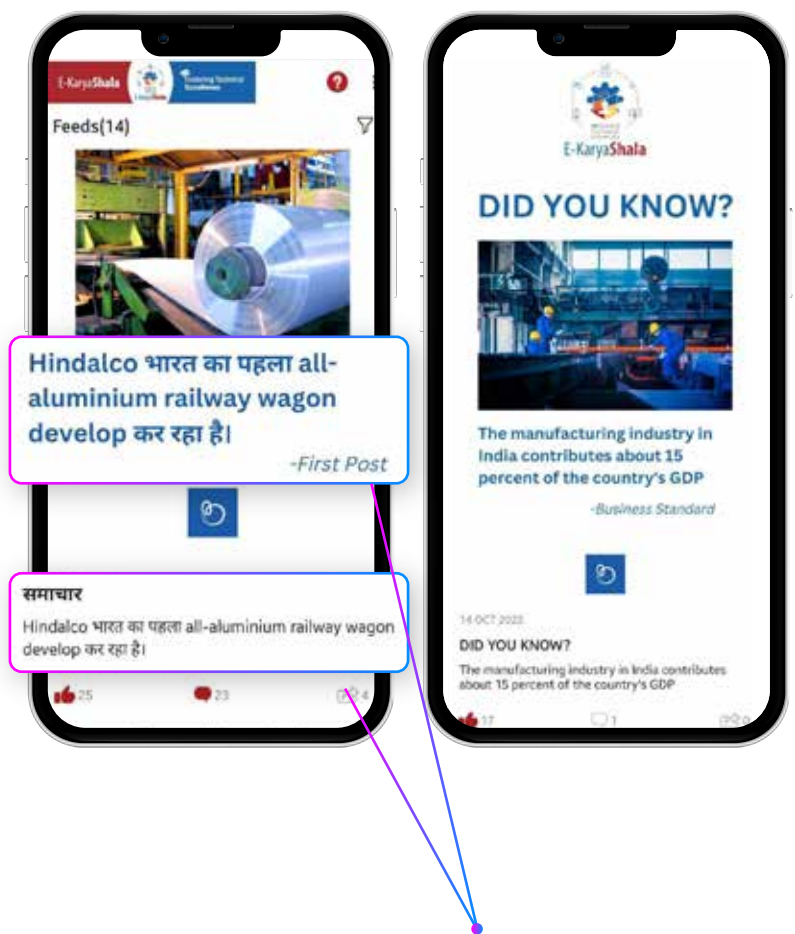 E-KaryaShala
Fostering Technical
Excellence
?
Feeds(14)
Hindalco भारत का पहला all-
aluminium railway wagon
develop कर रहा है।
-First Post
समाचार
Hindalco भारत का पहला all-aluminium railway wagon
develop कर रहा है।
25
23
4
E-KaryaShala
DID YOU KNOW?
The manufacturing industry in
India contributes about 15
percent of the country's GDP
-Business Standard
14 OCT 2022
DID YOU KNOW?
The manufacturing industry in India contributes
about 15 percent of the country's GDP
17
1
0